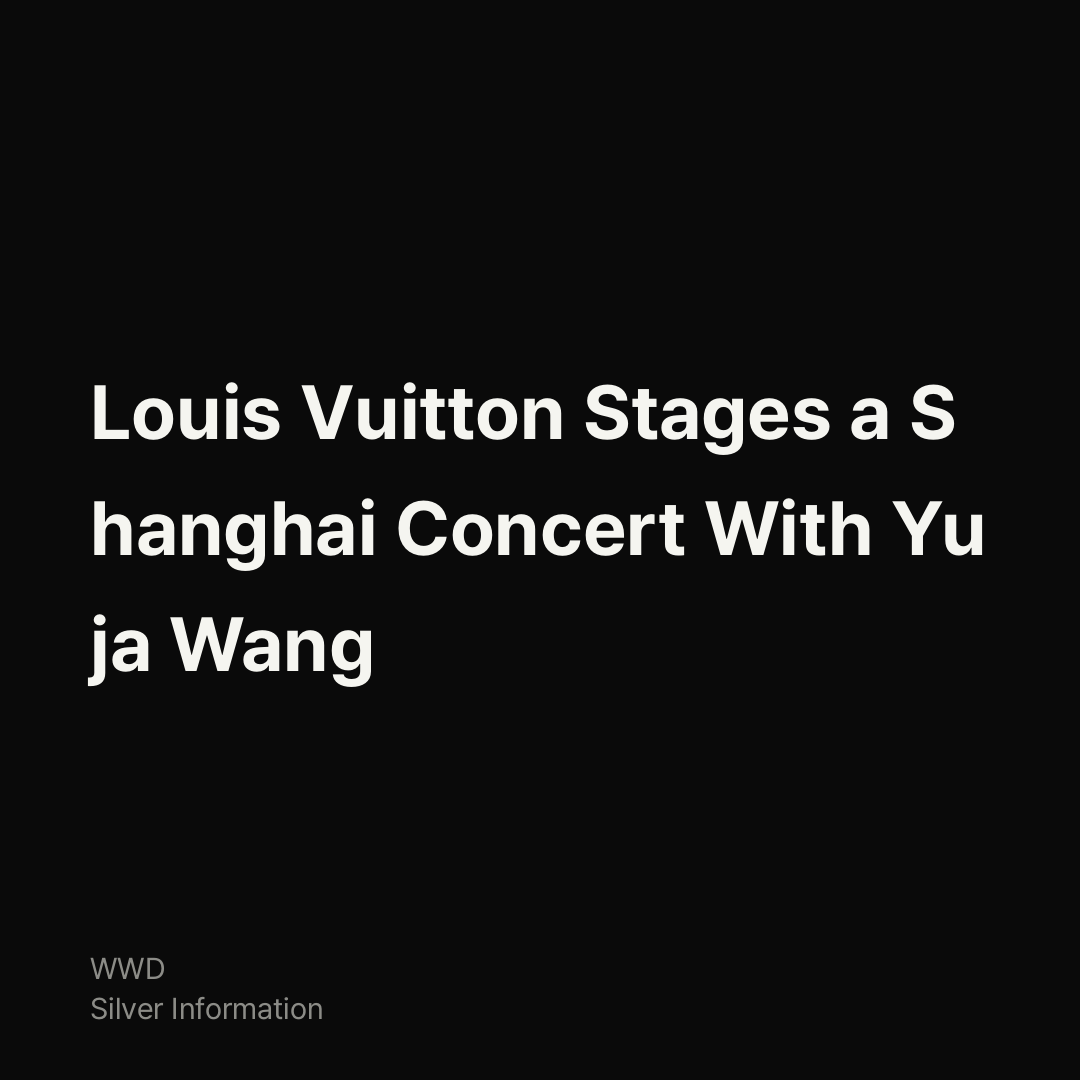 Louis Vuitton Stages a S
hanghai Concert With Yu
ja Wang
WWD
Silver Information